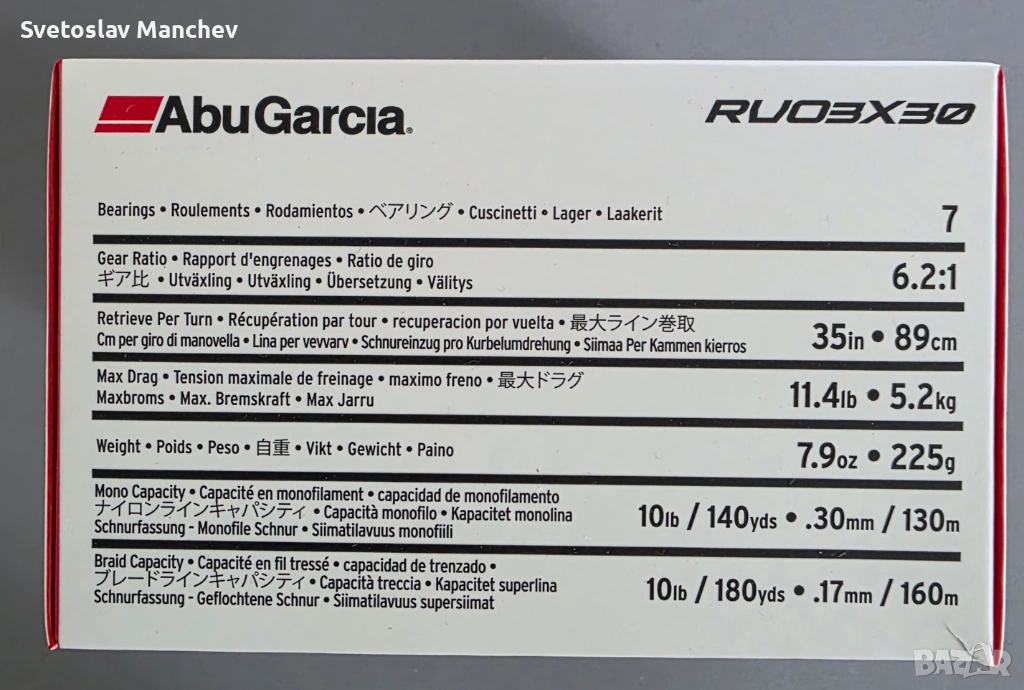 Svetoslav Manchev
AbuGarcia®
RVO3X30
Bearings • Roulements • Rodamientos • ベアリング • Cuscinetti • Lager • Laakerit
7
Gear Ratio • Rapport d'engrenages • Ratio de giro
ギア比 • Utväxling • Utväxling • Übersetzung • Välitys
6.2:1
Retrieve Per Turn • Récupération par tour • recuperacion por vuelta • 最大ライン巻取
Cm per giro di manovella • Lina per vevvarv • Schnureinzug pro Kurbelumdrehung • Siimaa Per Kammen kierros
35in • 89cm
Max Drag • Tension maximale de freinage • maximo freno • 最大ドラグ
Maxbroms • Max. Bremskraft • Max Jarru
11.4lb • 5.2kg
Weight • Poids • Peso • 自重 • Vikt • Gewicht • Paino
7.9oz • 225g
Mono Capacity • Capacité en monofilament • capacidad de monofilamento
ナイロンラインキャパシティ • Capacità monofilo • Kapacitet monolina
Schnurfassung - Monofile Schnur • Siimatilavuus monofiili
10lb / 140yds • .30mm / 130m
Braid Capacity • Capacité en fil tressé • capacidad de trenzado •
ブレードラインキャパシティ • Capacità treccia • Kapacitet superlina
Schnurfassung - Geflochtene Schnur • Siimatilavuus supersiimat
10lb / 180yds • .17mm / 160m
BAZAR